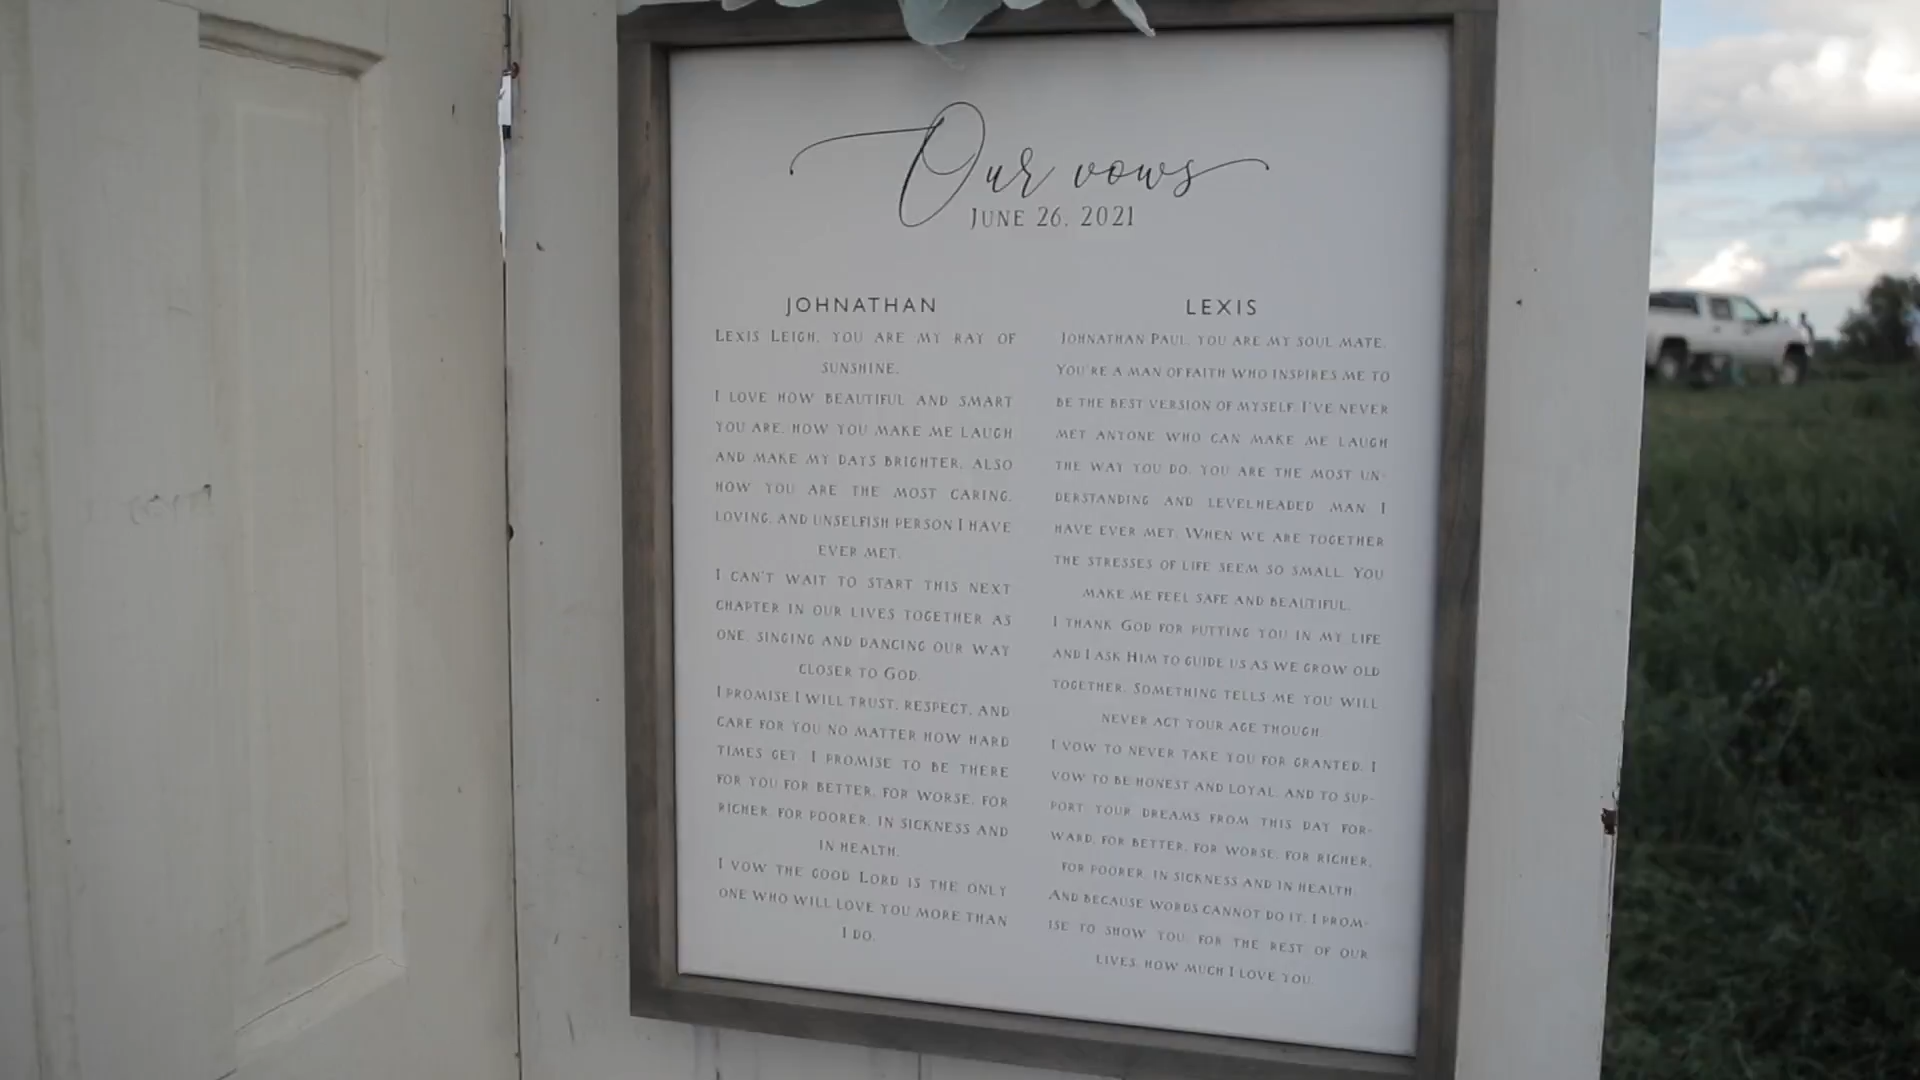 Our vows
JUNE 26, 2021
JOHNATHAN
LEXIS LEIGH, YOU ARE MY RAY OF
SUNSHINE.
I LOVE HOW BEAUTIFUL AND SMART
YOU ARE, HOW YOU MAKE ME LAUGH
AND MAKE MY DAYS BRIGHTER, ALSO
HOW YOU ARE THE MOST CARING,
LOVING, AND UNSELFISH PERSON I HAVE
EVER MET.
I CAN'T WAIT TO START THIS NEXT
CHAPTER IN OUR LIVES TOGETHER AS
ONE, SINGING AND DANCING OUR WAY
CLOSER TO GOD.
I PROMISE I WILL TRUST, RESPECT, AND
CARE FOR YOU NO MATTER HOW HARD
TIMES GET. I PROMISE TO BE THERE
FOR YOU FOR BETTER, FOR WORSE, FOR
RICHER, FOR POORER, IN SICKNESS AND
IN HEALTH.
I VOW THE GOOD LORD IS THE ONLY
ONE WHO WILL LOVE YOU MORE THAN
I DO.
LEXIS
JOHNATHAN PAUL, YOU ARE MY SOUL MATE.
YOU'RE A MAN OF FAITH WHO INSPIRES ME TO
BE THE BEST VERSION OF MYSELF. I'VE NEVER
MET ANYONE WHO CAN MAKE ME LAUGH
THE WAY YOU DO. YOU ARE THE MOST UN-
DERSTANDING AND LEVELHEADED MAN I
HAVE EVER MET. WHEN WE ARE TOGETHER
THE STRESSES OF LIFE SEEM SO SMALL. YOU
MAKE ME FEEL SAFE AND BEAUTIFUL.
I THANK GOD FOR PUTTING YOU IN MY LIFE
AND I ASK HIM TO GUIDE US AS WE GROW OLD
TOGETHER. SOMETHING TELLS ME YOU WILL
NEVER ACT YOUR AGE THOUGH.
I VOW TO NEVER TAKE YOU FOR GRANTED. I
VOW TO BE HONEST AND LOYAL, AND TO SUP-
PORT YOUR DREAMS FROM THIS DAY FOR-
WARD, FOR BETTER, FOR WORSE, FOR RICHER,
FOR POORER, IN SICKNESS AND IN HEALTH.
AND BECAUSE WORDS CANNOT DO IT, I PROM-
ISE TO SHOW YOU, FOR THE REST OF OUR
LIVES, HOW MUCH I LOVE YOU.